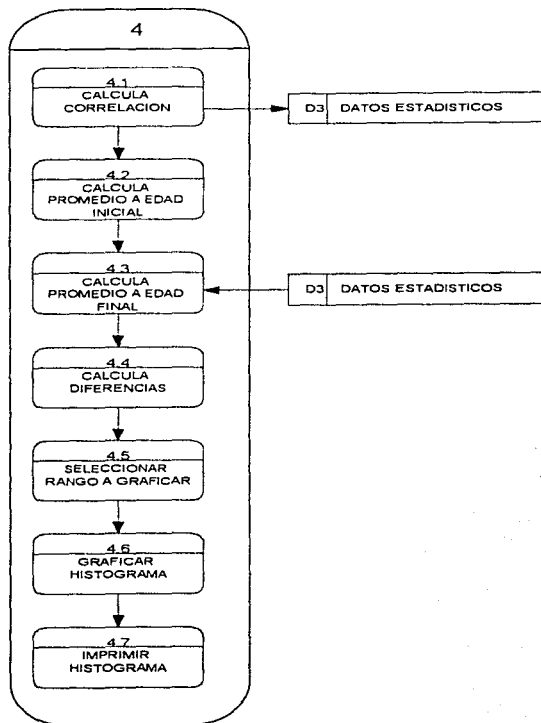 4
4.1
CALCULA
CORRELACION
D3 DATOS ESTADISTICOS
4.2
CALCULA
PROMEDIO A EDAD
INICIAL
4.3
CALCULA
PROMEDIO A EDAD
FINAL
D3 DATOS ESTADISTICOS
4.4
CALCULA
DIFERENCIAS
4.5
SELECCIONAR
RANGO A GRAFICAR
4.6
GRAFICAR
HISTOGRAMA
4.7
IMPRIMIR
HISTOGRAMA